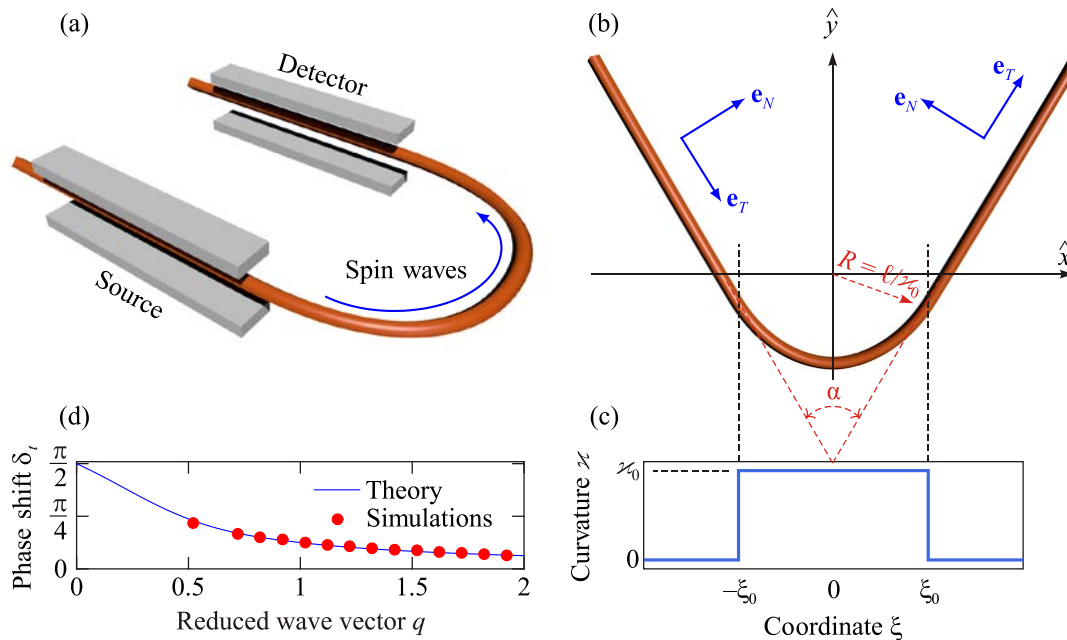 (a)
Detector
Source
Spin waves
(b)
ŷ
e_T
e_N
e_N
e_T
x̂
R = ℓ/ϰ₀
α
(c)
Curvature ϰ
ϰ₀
0
−ξ₀
0
ξ₀
Coordinate ξ
(d)
Phase shift δ_t
π/2
π/4
0
Theory
Simulations
0
0.5
1
1.5
2
Reduced wave vector q